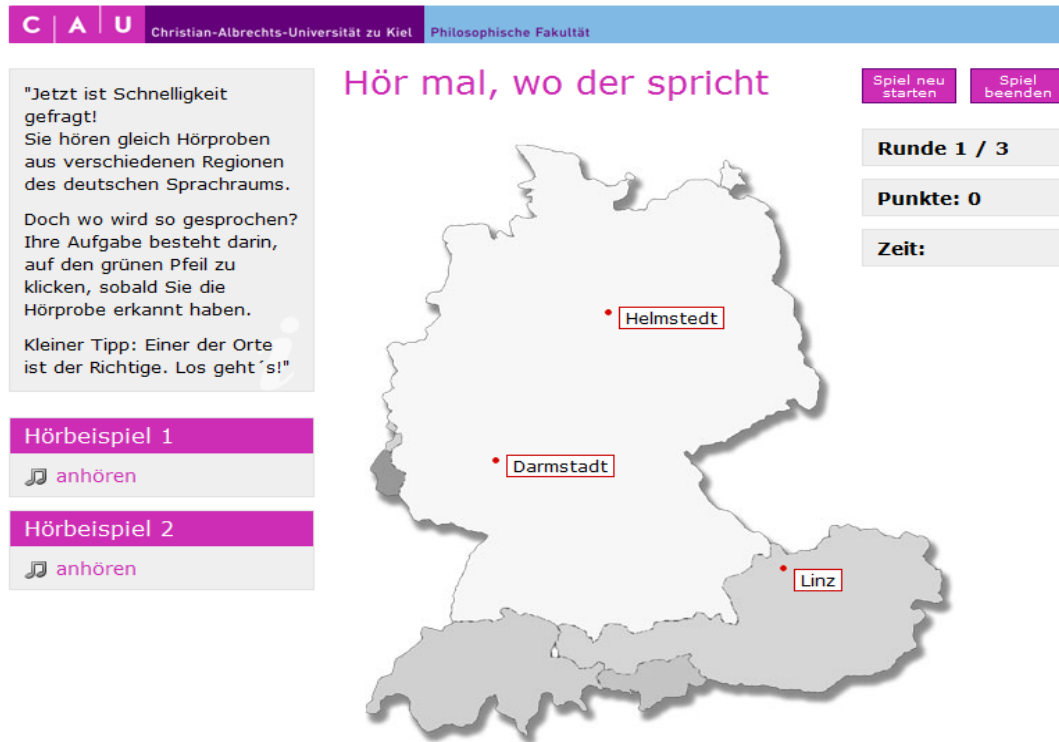 C A U Christian-Albrechts-Universität zu Kiel Philosophische Fakultät
"Jetzt ist Schnelligkeit
gefragt!
Sie hören gleich Hörproben
aus verschiedenen Regionen
des deutschen Sprachraums.
Doch wo wird so gesprochen?
Ihre Aufgabe besteht darin,
auf den grünen Pfeil zu
klicken, sobald Sie die
Hörprobe erkannt haben.
Kleiner Tipp: Einer der Orte
ist der Richtige. Los geht´s!"
i
Hörbeispiel 1
anhören
Hörbeispiel 2
anhören
Hör mal, wo der spricht
Helmstedt
Darmstadt
Linz
Spiel neu
starten
Spiel
beenden
Runde 1 / 3
Punkte: 0
Zeit: